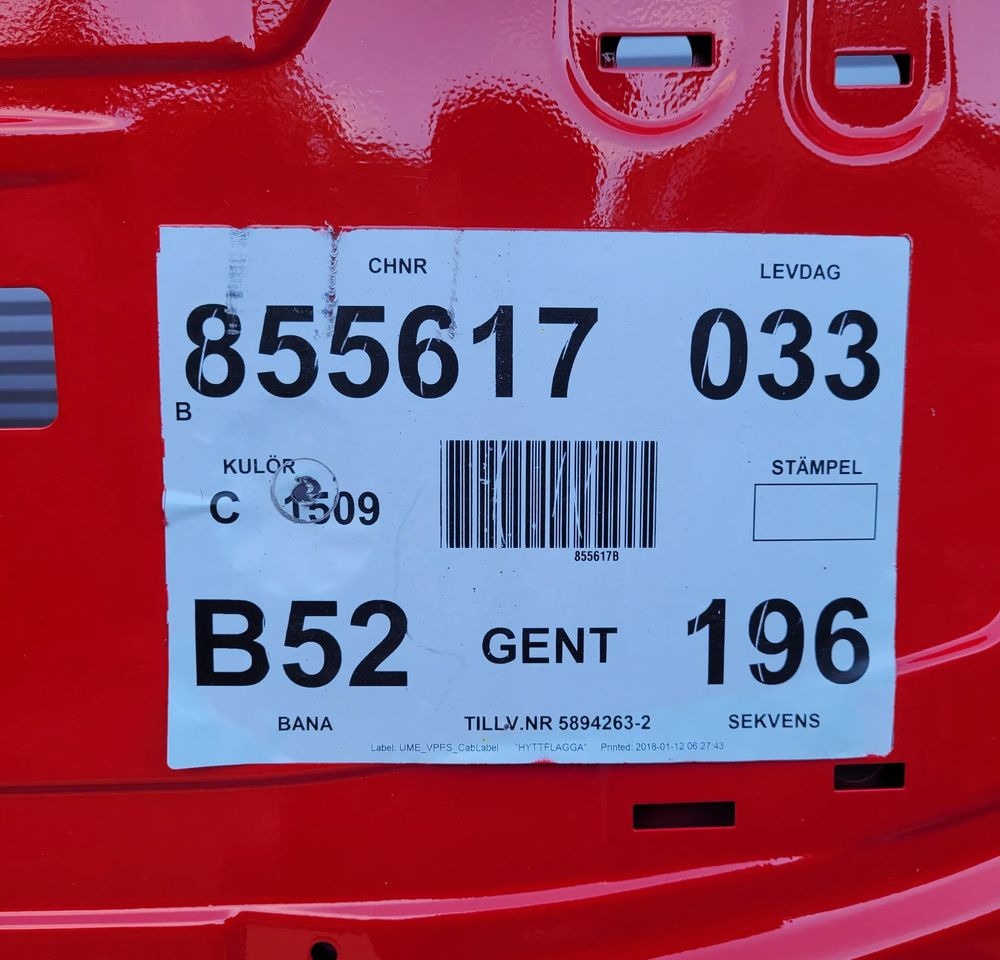 CHNR LEVDAG
855617 033
B
KULÖR STÄMPEL
C 1509
855617B
B52 GENT 196
BANA TILLV.NR 5894263-2 SEKVENS
Label: UME_VPPS_CabLabel "HYTTFLAGGA" Printed: 2018-01-12 06:27:43